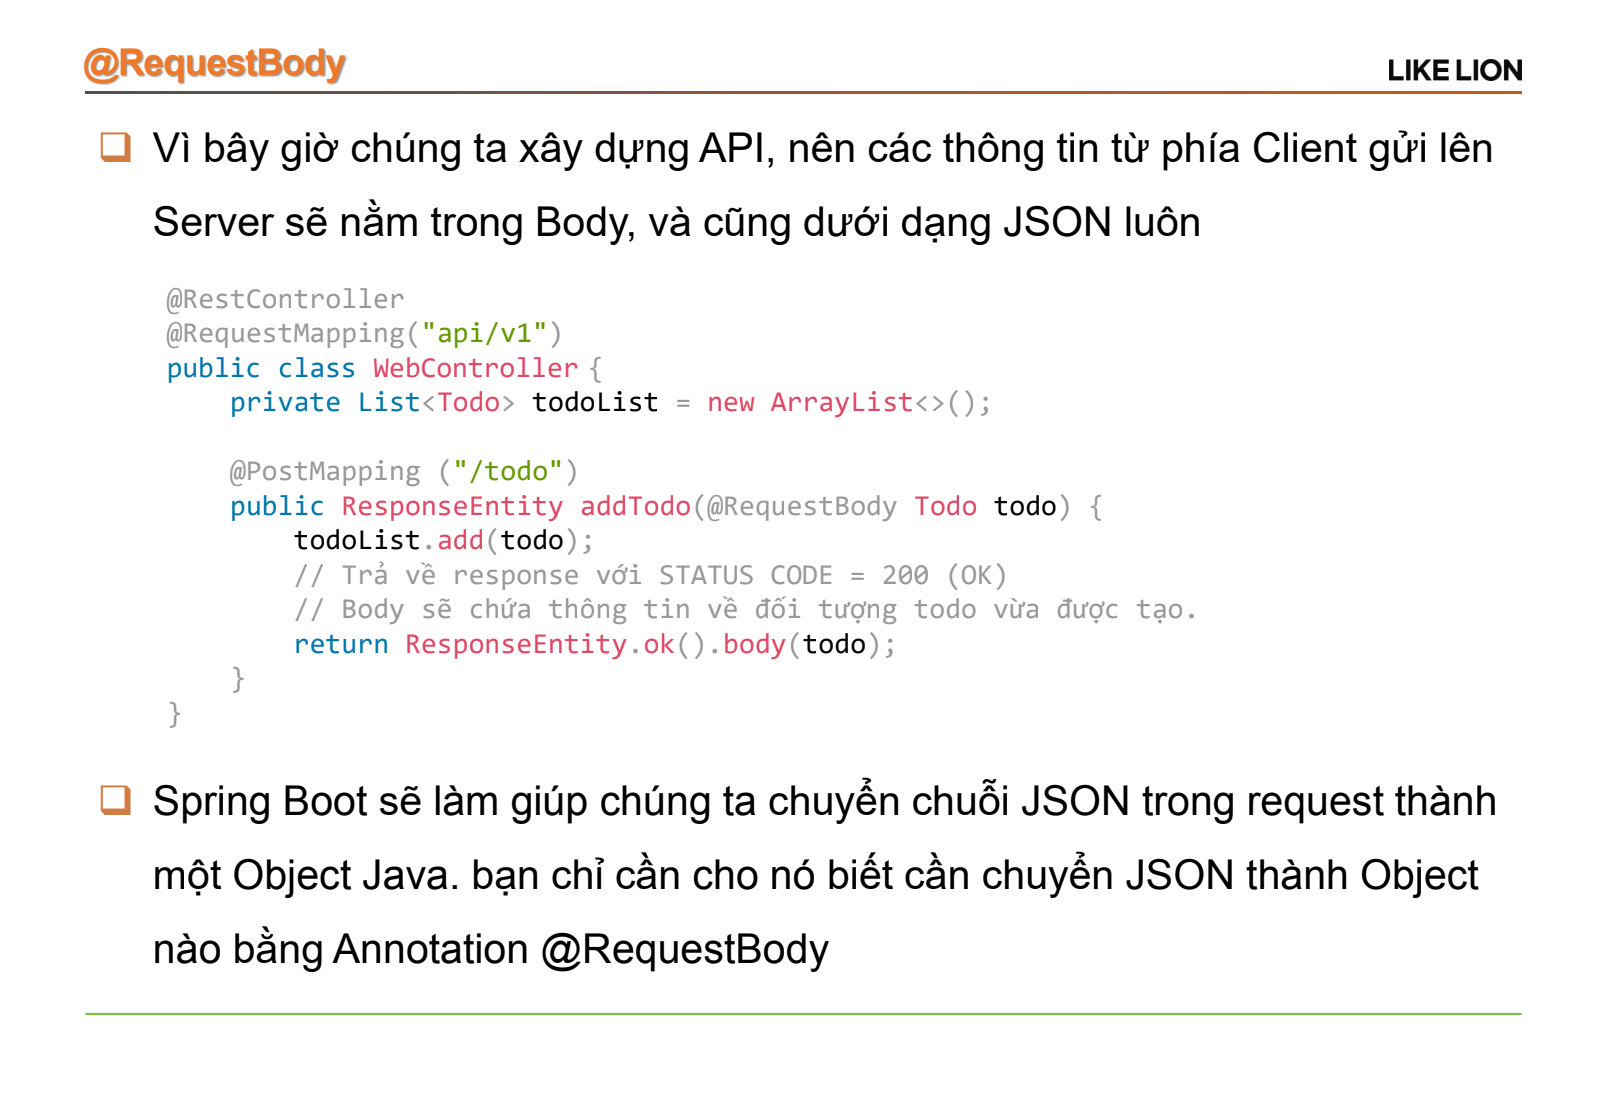 @RequestBody
LIKE LION
Vì bây giờ chúng ta xây dựng API, nên các thông tin từ phía Client gửi lên
Server sẽ nằm trong Body, và cũng dưới dạng JSON luôn
@RestController
@RequestMapping("api/v1")
public class WebController {
    private List<Todo> todoList = new ArrayList<>();

    @PostMapping ("/todo")
    public ResponseEntity addTodo(@RequestBody Todo todo) {
        todoList.add(todo);
        // Trả về response với STATUS CODE = 200 (OK)
        // Body sẽ chứa thông tin về đối tượng todo vừa được tạo.
        return ResponseEntity.ok().body(todo);
    }
}
Spring Boot sẽ làm giúp chúng ta chuyển chuỗi JSON trong request thành
một Object Java. bạn chỉ cần cho nó biết cần chuyển JSON thành Object
nào bằng Annotation @RequestBody